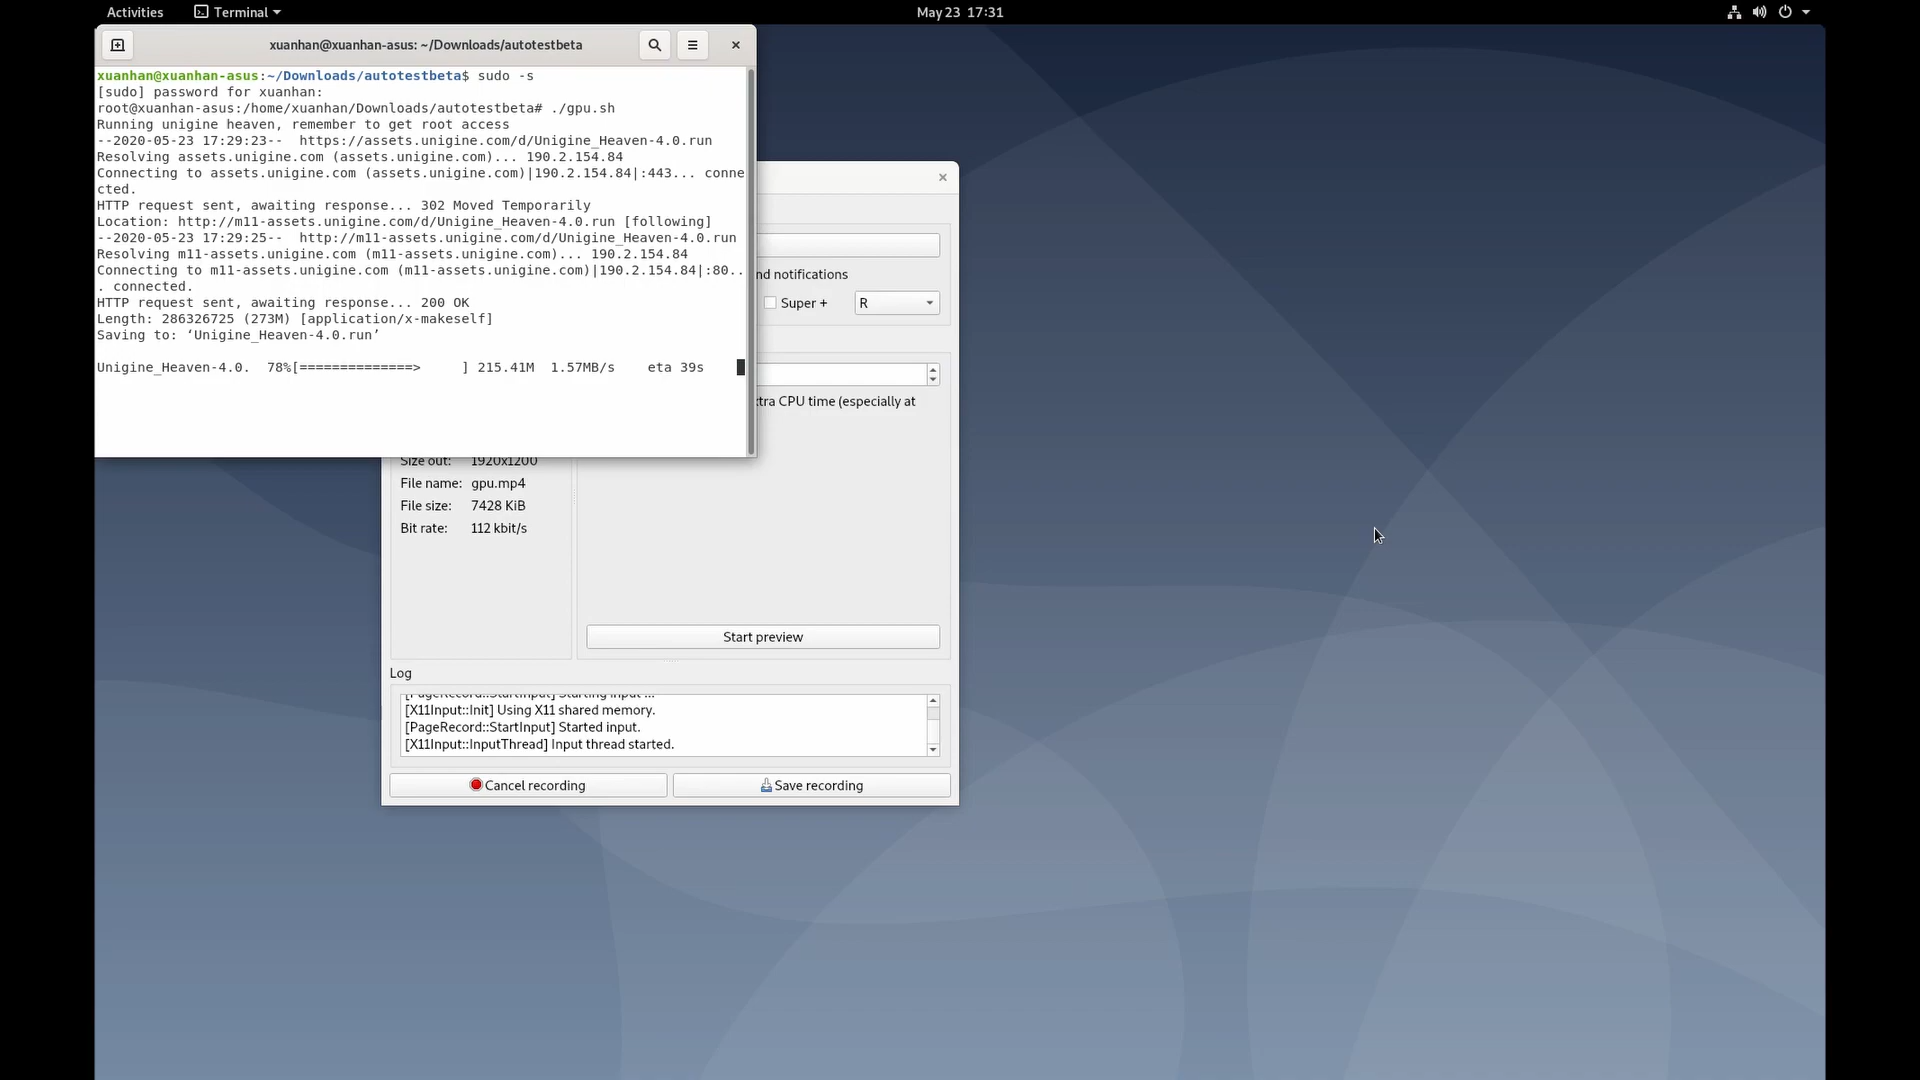 Activities
Terminal
May 23 17:31
xuanhan@xuanhan-asus: ~/Downloads/autotestbeta
xuanhan@xuanhan-asus:~/Downloads/autotestbeta$ sudo -s
[sudo] password for xuanhan:
root@xuanhan-asus:/home/xuanhan/Downloads/autotestbeta# ./gpu.sh
Running unigine heaven, remember to get root access
--2020-05-23 17:29:23--  https://assets.unigine.com/d/Unigine_Heaven-4.0.run
Resolving assets.unigine.com (assets.unigine.com)... 190.2.154.84
Connecting to assets.unigine.com (assets.unigine.com)|190.2.154.84|:443... conne
cted.
HTTP request sent, awaiting response... 302 Moved Temporarily
Location: http://m11-assets.unigine.com/d/Unigine_Heaven-4.0.run [following]
--2020-05-23 17:29:25--  http://m11-assets.unigine.com/d/Unigine_Heaven-4.0.run
Resolving m11-assets.unigine.com (m11-assets.unigine.com)... 190.2.154.84
Connecting to m11-assets.unigine.com (m11-assets.unigine.com)|190.2.154.84|:80..
. connected.
HTTP request sent, awaiting response... 200 OK
Length: 286326725 (273M) [application/x-makeself]
Saving to: ‘Unigine_Heaven-4.0.run’
Unigine_Heaven-4.0.  78%[==============>     ] 215.41M  1.57MB/s    eta 39s
nd notifications
Super +
R
xtra CPU time (especially at
Size out: 1920x1200
File name: gpu.mp4
File size: 7428 KiB
Bit rate: 112 kbit/s
Start preview
Log
[PageRecord::StartInput] Starting input ...
[X11Input::Init] Using X11 shared memory.
[PageRecord::StartInput] Started input.
[X11Input::InputThread] Input thread started.
Cancel recording
Save recording